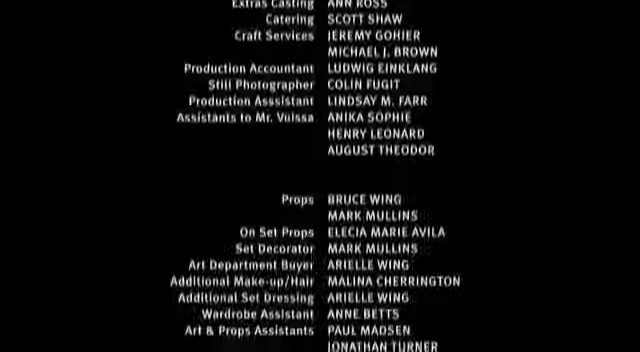 Extras Casting ANN ROSS
Catering SCOTT SHAW
Craft Services JEREMY GOHIER
MICHAEL J. BROWN
Production Accountant LUDWIG EINKLANG
Still Photographer COLIN FUGIT
Production Asssistant LINDSAY M. FARR
Assistants to Mr. Vuissa ANIKA SOPHIE
HENRY LEONARD
AUGUST THEODOR
Props BRUCE WING
MARK MULLINS
On Set Props ELECIA MARIE AVILA
Set Decorator MARK MULLINS
Art Department Buyer ARIELLE WING
Additional Make-up/Hair MALINA CHERRINGTON
Additional Set Dressing ARIELLE WING
Wardrobe Assistant ANNE BETTS
Art & Props Assistants PAUL MADSEN
JONATHAN TURNER